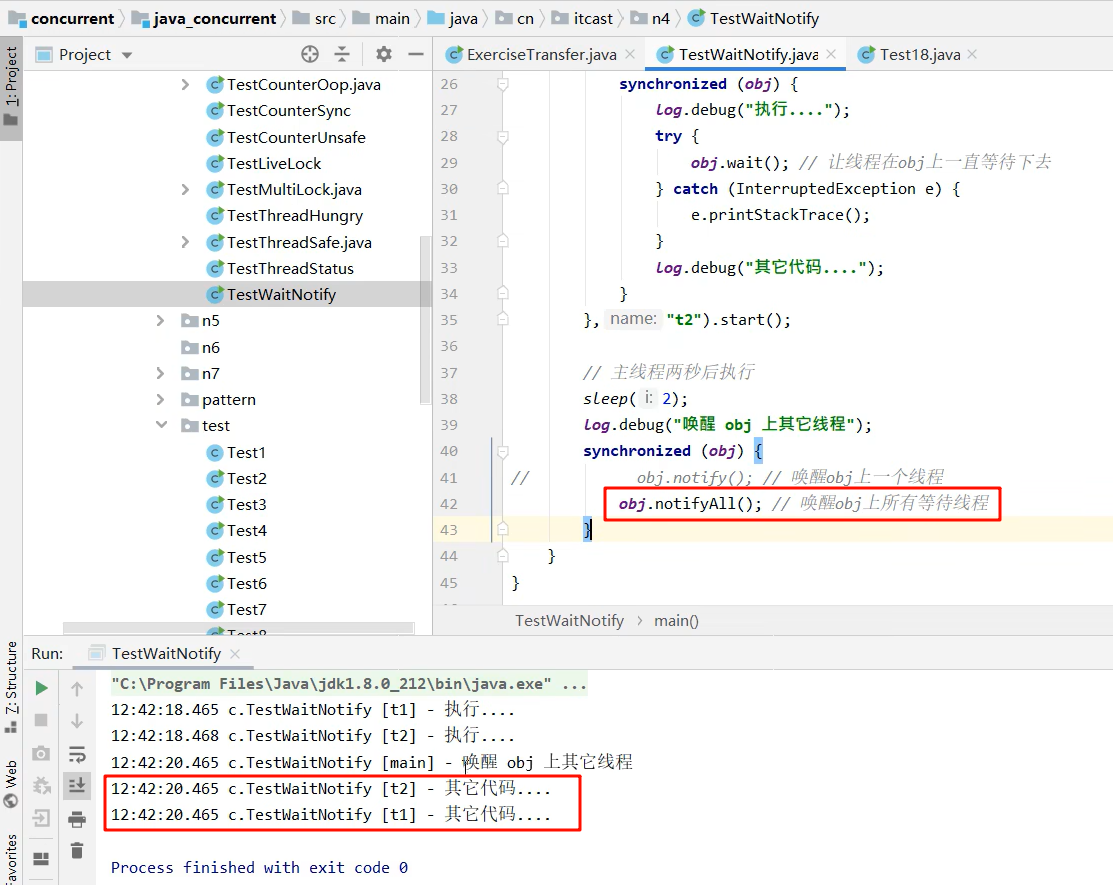 concurrent java_concurrent src main java cn itcast n4 TestWaitNotify
1: Project
Project
ExerciseTransfer.java TestWaitNotify.java Test18.java
TestCounterOop.java
TestCounterSync
TestCounterUnsafe
TestLiveLock
TestMultiLock.java
TestThreadHungry
TestThreadSafe.java
TestThreadStatus
TestWaitNotify
n5
n6
n7
pattern
test
Test1
Test2
Test3
Test4
Test5
Test6
Test7
Test8
26 synchronized (obj) {
27 log.debug("执行....");
28 try {
29 obj.wait(); // 让线程在obj上一直等待下去
30 } catch (InterruptedException e) {
31 e.printStackTrace();
32 }
33 log.debug("其它代码....");
34 }
35 }, name: "t2").start();
36
37 // 主线程两秒后执行
38 sleep( i: 2);
39 log.debug("唤醒 obj 上其它线程");
40 synchronized (obj) {
41 // obj.notify(); // 唤醒obj上一个线程
42 obj.notifyAll(); // 唤醒obj上所有等待线程
43 }
44 }
45 }
TestWaitNotify main()
Run: TestWaitNotify
"C:\Program Files\Java\jdk1.8.0_212\bin\java.exe" ...
12:42:18.465 c.TestWaitNotify [t1] - 执行....
12:42:18.468 c.TestWaitNotify [t2] - 执行....
12:42:20.465 c.TestWaitNotify [main] - 唤醒 obj 上其它线程
12:42:20.465 c.TestWaitNotify [t2] - 其它代码....
12:42:20.465 c.TestWaitNotify [t1] - 其它代码....
Process finished with exit code 0
Z: Structure
Web